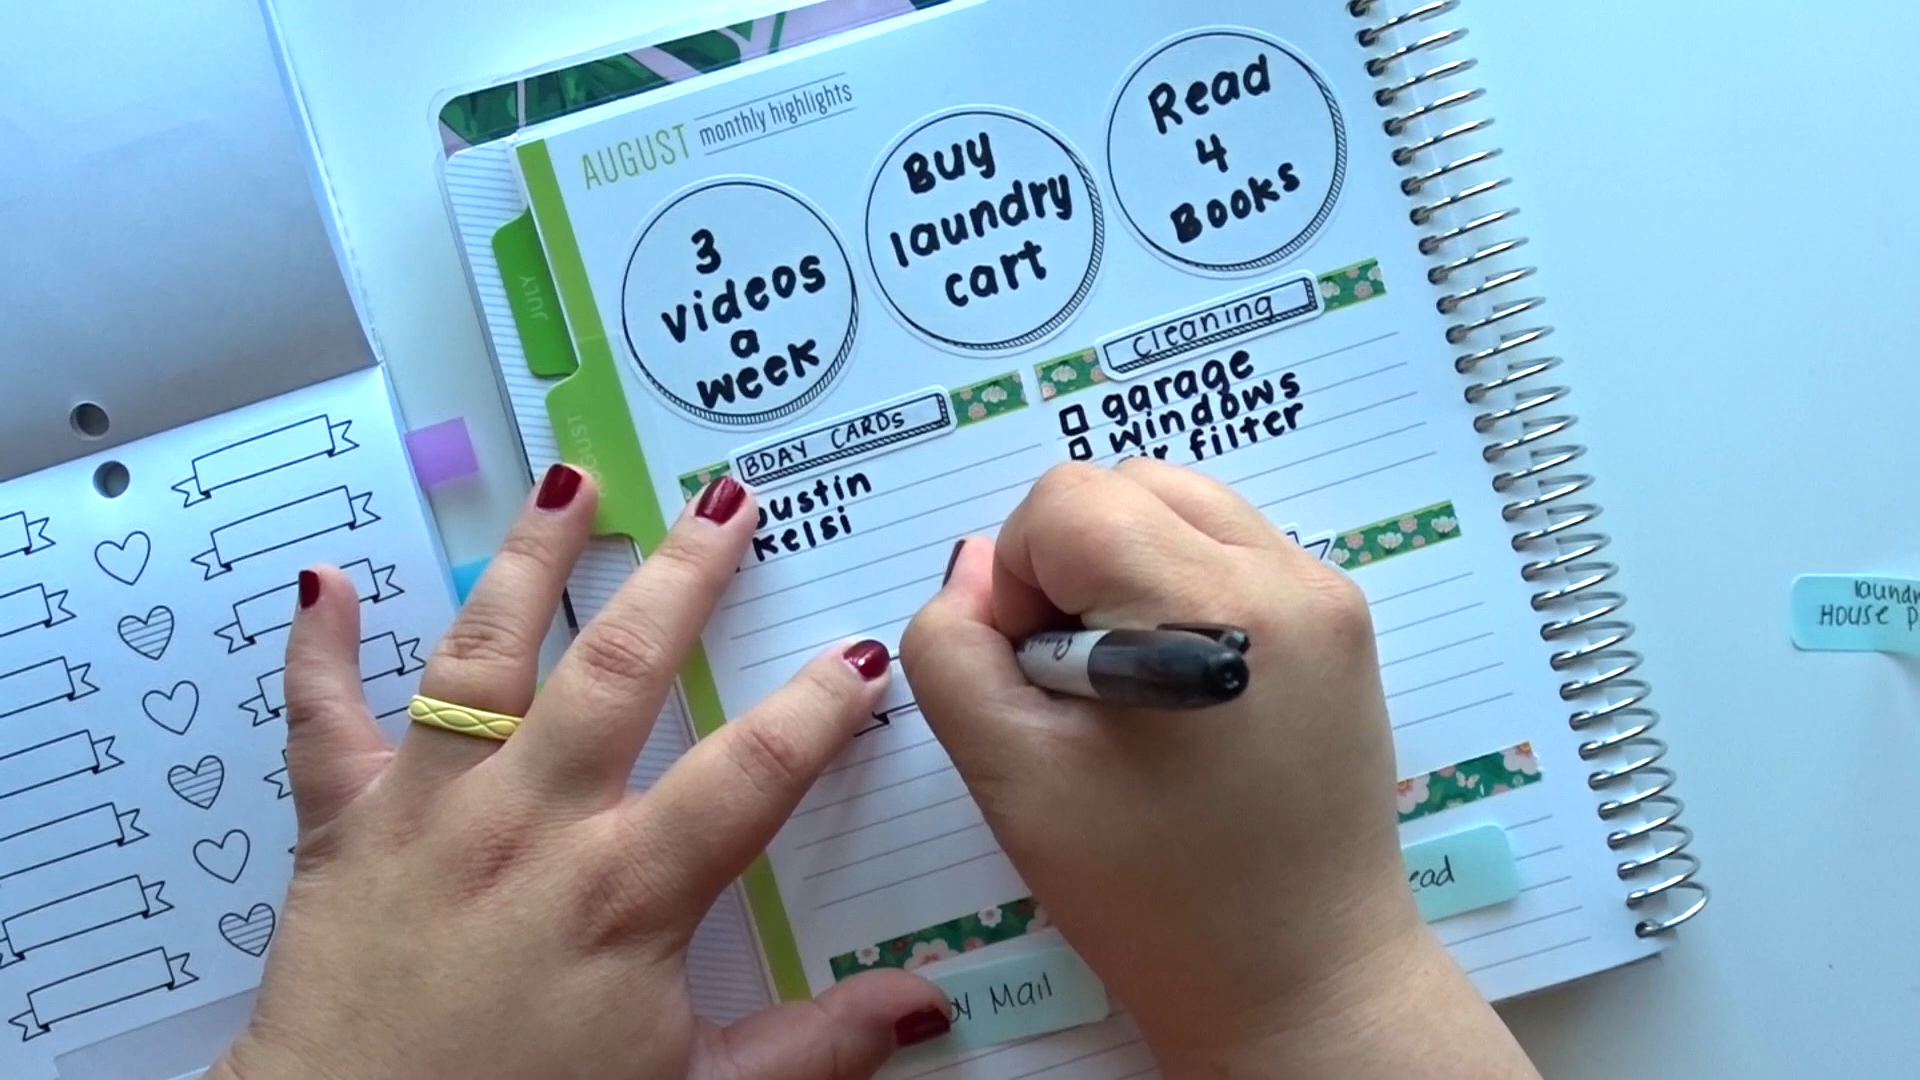 AUGUST monthly highlights
3
videos
a
week
Buy
laundry
cart
Read
4
Books
JULY
AUGUST
BDAY CARDS
kelsi
cleaning
garage
windows
filter
House
Mail